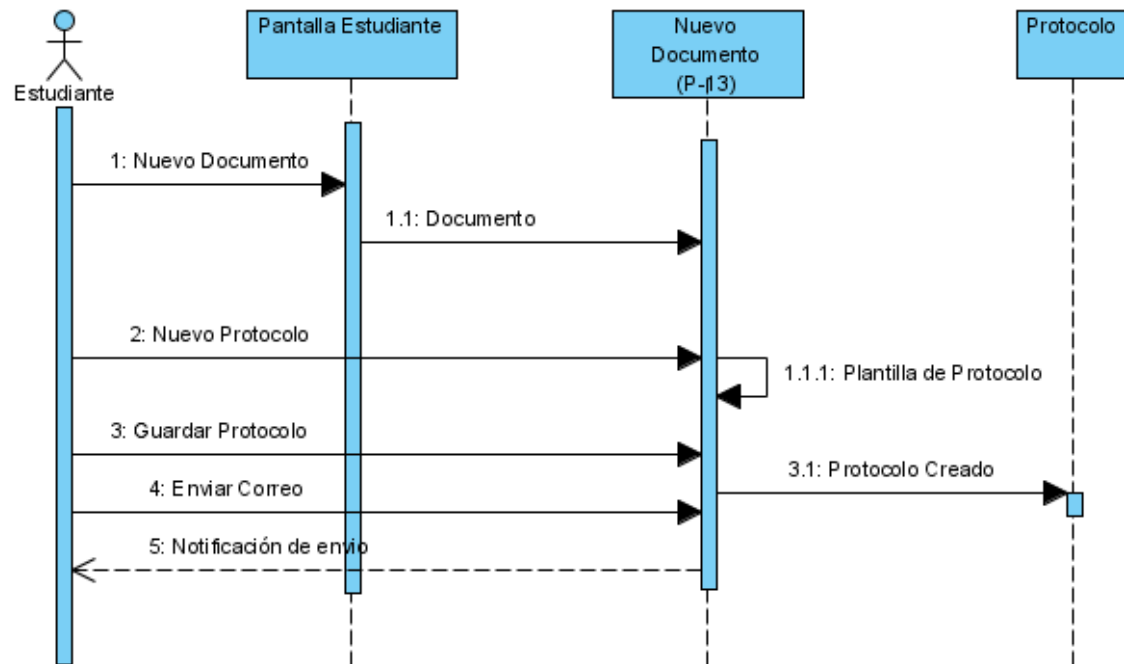 Pantalla Estudiante
Nuevo
Documento
(P-13)
Protocolo
Estudiante
1: Nuevo Documento
1.1: Documento
2: Nuevo Protocolo
1.1.1: Plantilla de Protocolo
3: Guardar Protocolo
3.1: Protocolo Creado
4: Enviar Correo
5: Notificación de envio